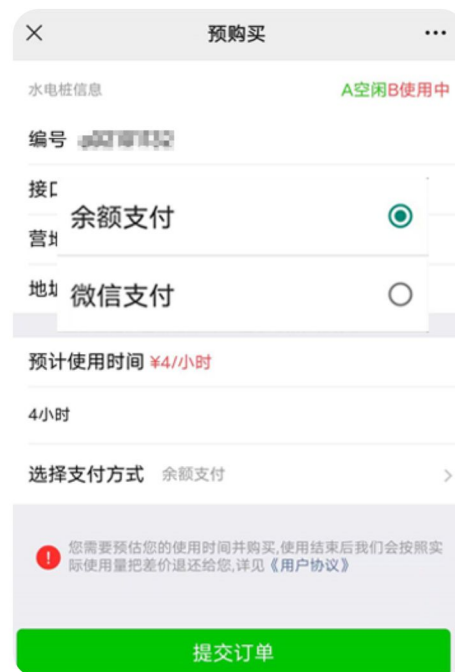 预购买
水电桩信息
A空闲B使用中
编号
接
余额支付
营
微信支付
地
预计使用时间 ¥4/小时
4小时
选择支付方式 余额支付
您需要预估您的使用时间并购买,使用结束后我们会按照实
际使用量把差价退还给您,详见《用户协议》
提交订单